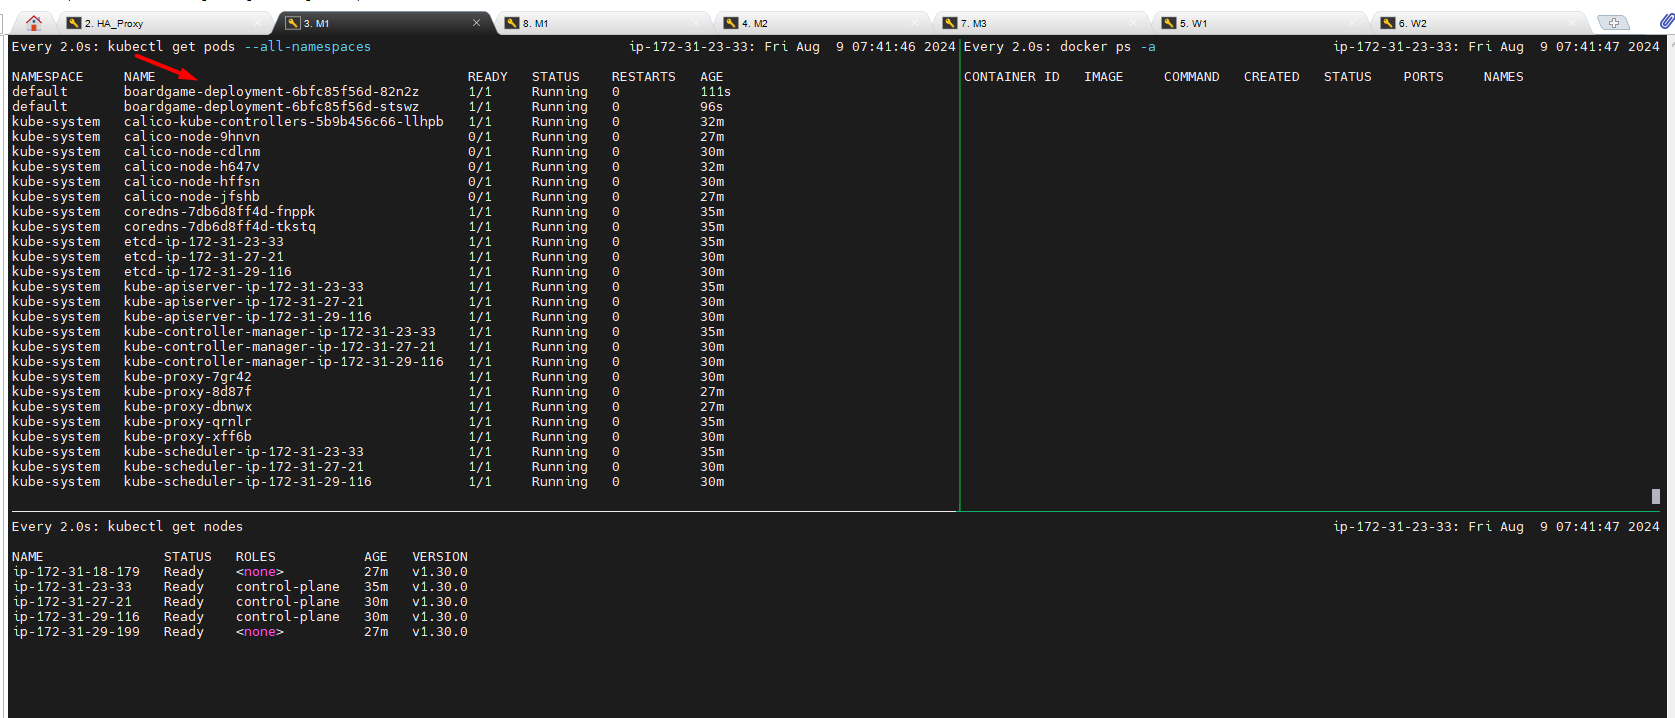 2. HA_Proxy
3. M1
8. M1
4. M2
7. M3
5. W1
6. W2
Every 2.0s: kubectl get pods --all-namespaces ip-172-31-23-33: Fri Aug  9 07:41:46 2024
NAMESPACE NAME READY STATUS RESTARTS AGE
default boardgame-deployment-6bfc85f56d-82n2z 1/1 Running 0 111s
default boardgame-deployment-6bfc85f56d-stswz 1/1 Running 0 96s
kube-system calico-kube-controllers-5b9b456c66-llhpb 1/1 Running 0 32m
kube-system calico-node-9hnvn 0/1 Running 0 27m
kube-system calico-node-cdlnm 0/1 Running 0 30m
kube-system calico-node-h647v 0/1 Running 0 32m
kube-system calico-node-hffsn 0/1 Running 0 30m
kube-system calico-node-jfshb 0/1 Running 0 27m
kube-system coredns-7db6d8ff4d-fnppk 1/1 Running 0 35m
kube-system coredns-7db6d8ff4d-tkstq 1/1 Running 0 35m
kube-system etcd-ip-172-31-23-33 1/1 Running 0 35m
kube-system etcd-ip-172-31-27-21 1/1 Running 0 30m
kube-system etcd-ip-172-31-29-116 1/1 Running 0 30m
kube-system kube-apiserver-ip-172-31-23-33 1/1 Running 0 35m
kube-system kube-apiserver-ip-172-31-27-21 1/1 Running 0 30m
kube-system kube-apiserver-ip-172-31-29-116 1/1 Running 0 30m
kube-system kube-controller-manager-ip-172-31-23-33 1/1 Running 0 35m
kube-system kube-controller-manager-ip-172-31-27-21 1/1 Running 0 30m
kube-system kube-controller-manager-ip-172-31-29-116 1/1 Running 0 30m
kube-system kube-proxy-7gr42 1/1 Running 0 30m
kube-system kube-proxy-8d87f 1/1 Running 0 27m
kube-system kube-proxy-dbnwx 1/1 Running 0 27m
kube-system kube-proxy-qrnlr 1/1 Running 0 35m
kube-system kube-proxy-xff6b 1/1 Running 0 30m
kube-system kube-scheduler-ip-172-31-23-33 1/1 Running 0 35m
kube-system kube-scheduler-ip-172-31-27-21 1/1 Running 0 30m
kube-system kube-scheduler-ip-172-31-29-116 1/1 Running 0 30m
Every 2.0s: docker ps -a ip-172-31-23-33: Fri Aug  9 07:41:47 2024
CONTAINER ID IMAGE COMMAND CREATED STATUS PORTS NAMES
Every 2.0s: kubectl get nodes ip-172-31-23-33: Fri Aug  9 07:41:47 2024
NAME STATUS ROLES AGE VERSION
ip-172-31-18-179 Ready <none> 27m v1.30.0
ip-172-31-23-33 Ready control-plane 35m v1.30.0
ip-172-31-27-21 Ready control-plane 30m v1.30.0
ip-172-31-29-116 Ready control-plane 30m v1.30.0
ip-172-31-29-199 Ready <none> 27m v1.30.0